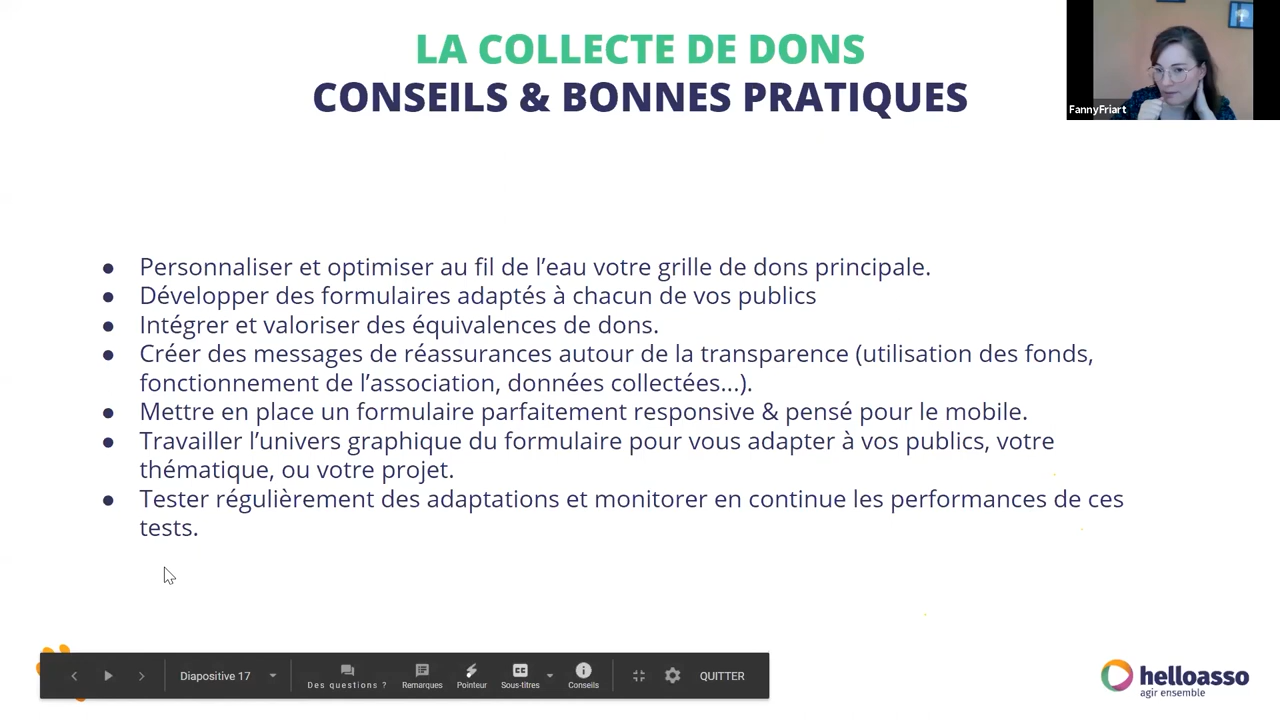 LA COLLECTE DE DONS
CONSEILS & BONNES PRATIQUES
FannyFriart
● Personnaliser et optimiser au fil de l’eau votre grille de dons principale.
● Développer des formulaires adaptés à chacun de vos publics
● Intégrer et valoriser des équivalences de dons.
● Créer des messages de réassurances autour de la transparence (utilisation des fonds,
fonctionnement de l’association, données collectées...).
● Mettre en place un formulaire parfaitement responsive & pensé pour le mobile.
● Travailler l’univers graphique du formulaire pour vous adapter à vos publics, votre
thématique, ou votre projet.
● Tester régulièrement des adaptations et monitorer en continue les performances de ces
tests.
Diapositive 17
Des questions ?
Remarques
Pointeur
CC
Sous-titres
Conseils
QUITTER
helloasso
agir ensemble